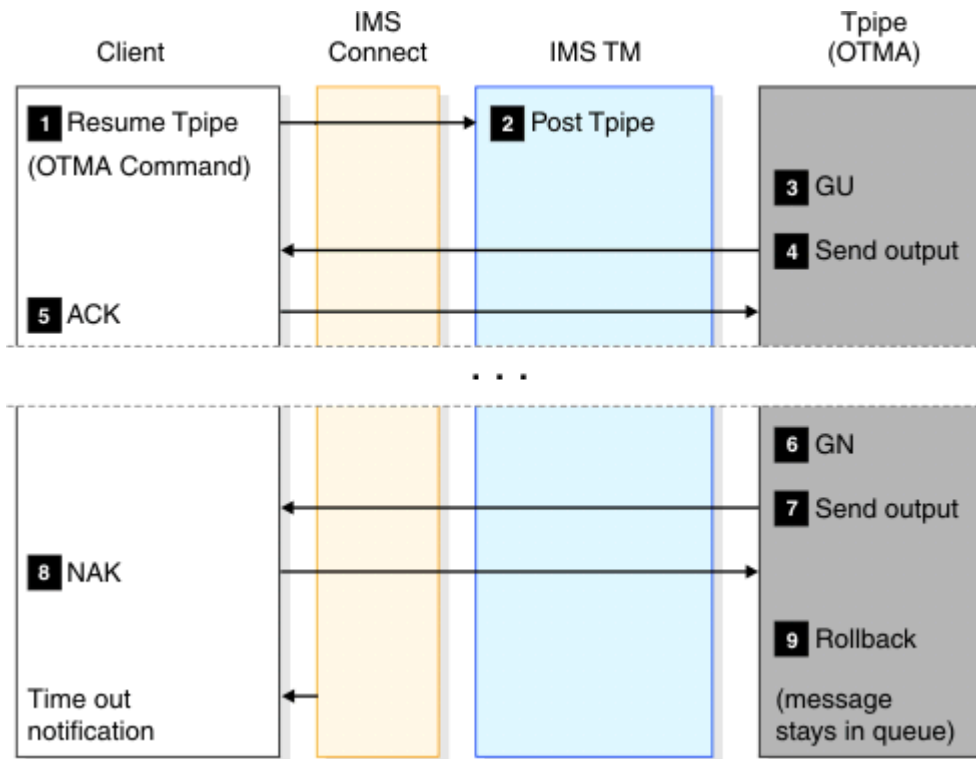 Client
IMS
Connect
IMS TM
Tpipe
(OTMA)
1 Resume Tpipe
(OTMA Command)
2 Post Tpipe
3 GU
4 Send output
5 ACK
. . .
6 GN
7 Send output
8 NAK
9 Rollback
Time out
notification
(message
stays in queue)